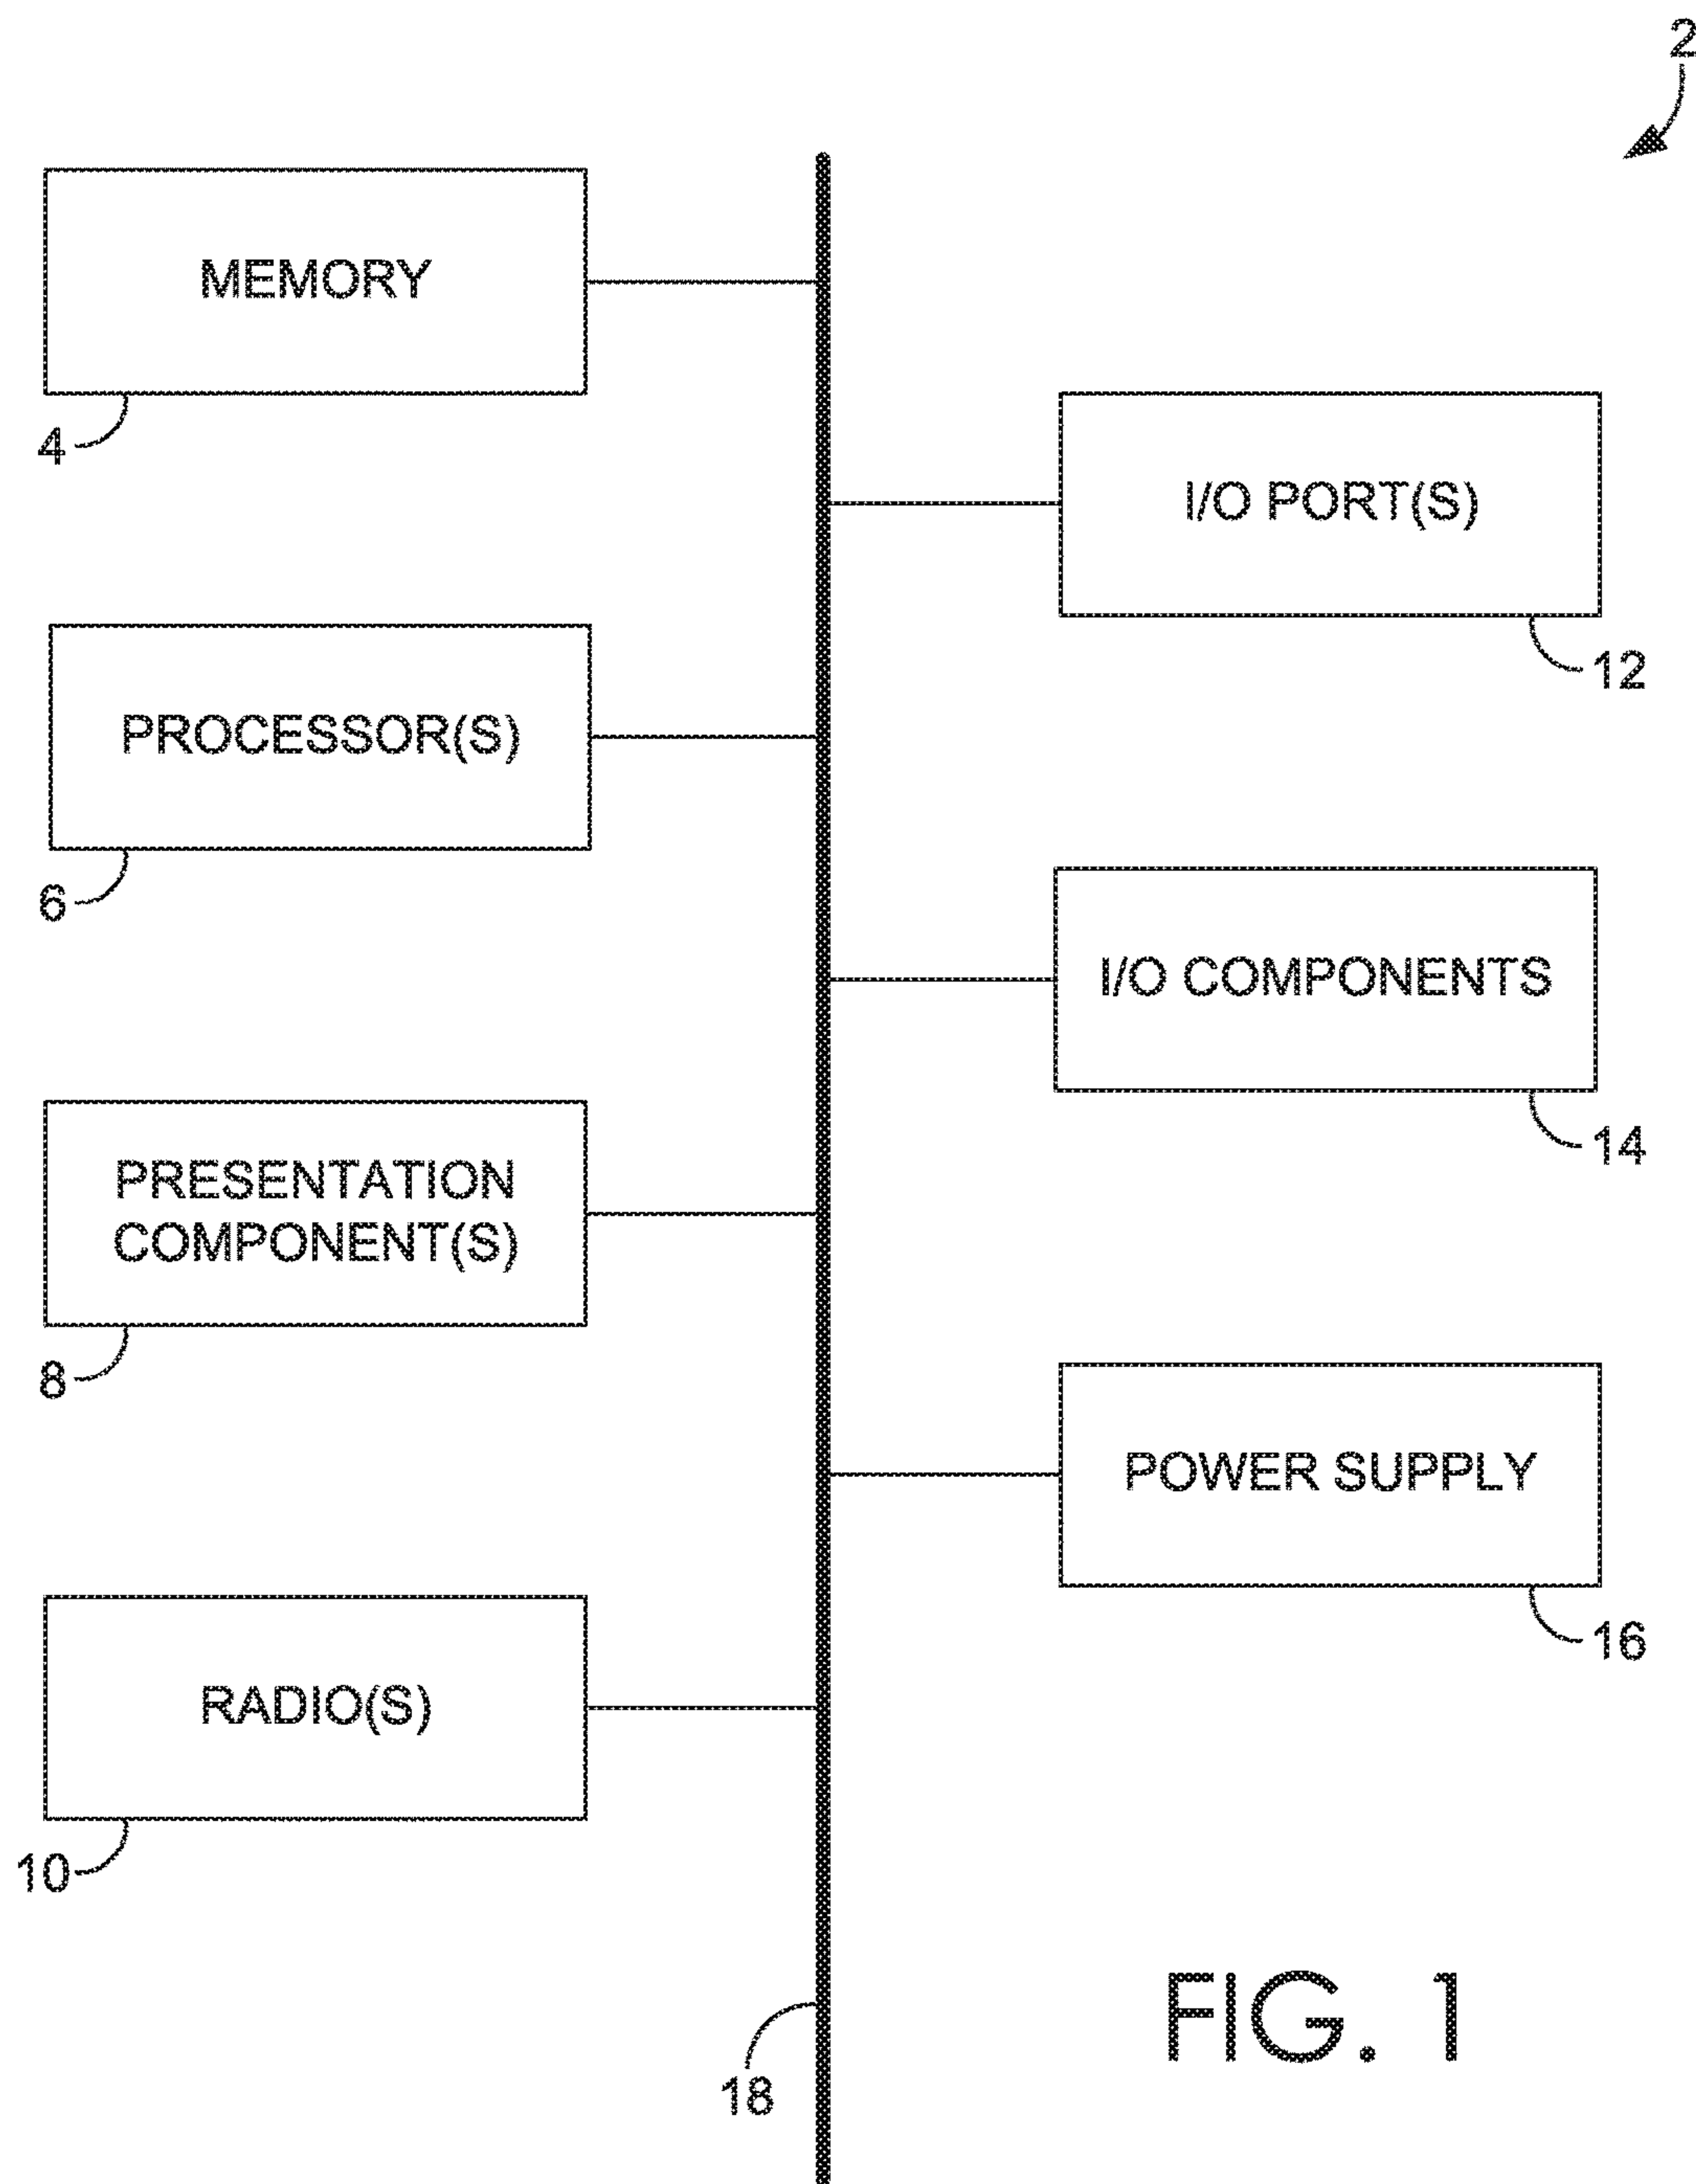 2
MEMORY
4
I/O PORT(S)
12
PROCESSOR(S)
6
I/O COMPONENTS
14
PRESENTATION
COMPONENT(S)
8
POWER SUPPLY
16
RADIO(S)
10
18
FIG. 1